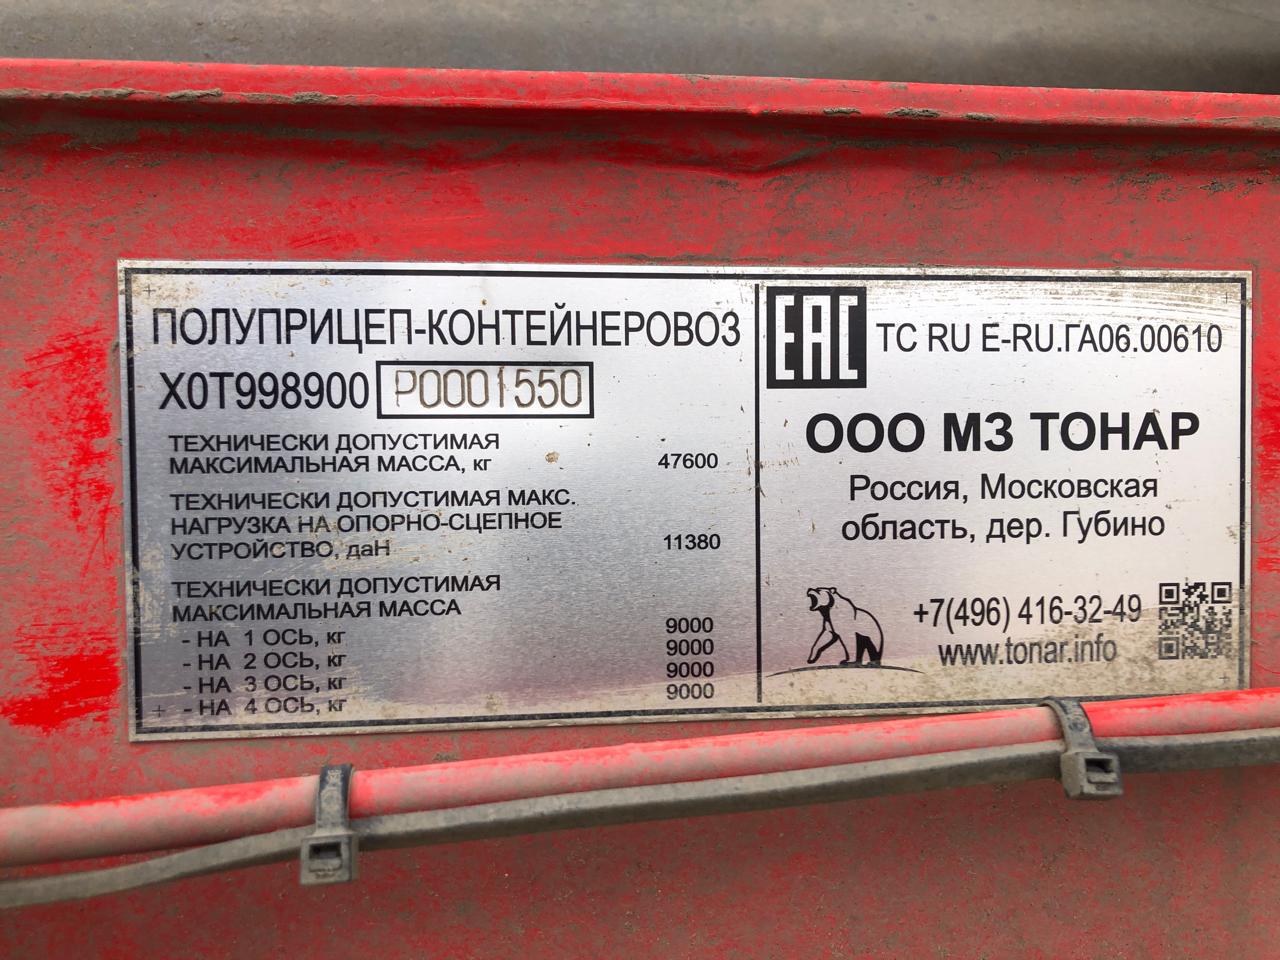 ПОЛУПРИЦЕП-КОНТЕЙНЕРОВОЗ
X0T998900 P0001550
ТЕХНИЧЕСКИ ДОПУСТИМАЯ
МАКСИМАЛЬНАЯ МАССА, кг 47600
ТЕХНИЧЕСКИ ДОПУСТИМАЯ МАКС.
НАГРУЗКА НА ОПОРНО-СЦЕПНОЕ
УСТРОЙСТВО, даН 11380
ТЕХНИЧЕСКИ ДОПУСТИМАЯ
МАКСИМАЛЬНАЯ МАССА
- НА 1 ОСЬ, кг 9000
- НА 2 ОСЬ, кг 9000
- НА 3 ОСЬ, кг 9000
- НА 4 ОСЬ, кг 9000
EAC TC RU E-RU.ГА06.00610
ООО МЗ ТОНАР
Россия, Московская
область, дер. Губино
+7(496) 416-32-49
www.tonar.info